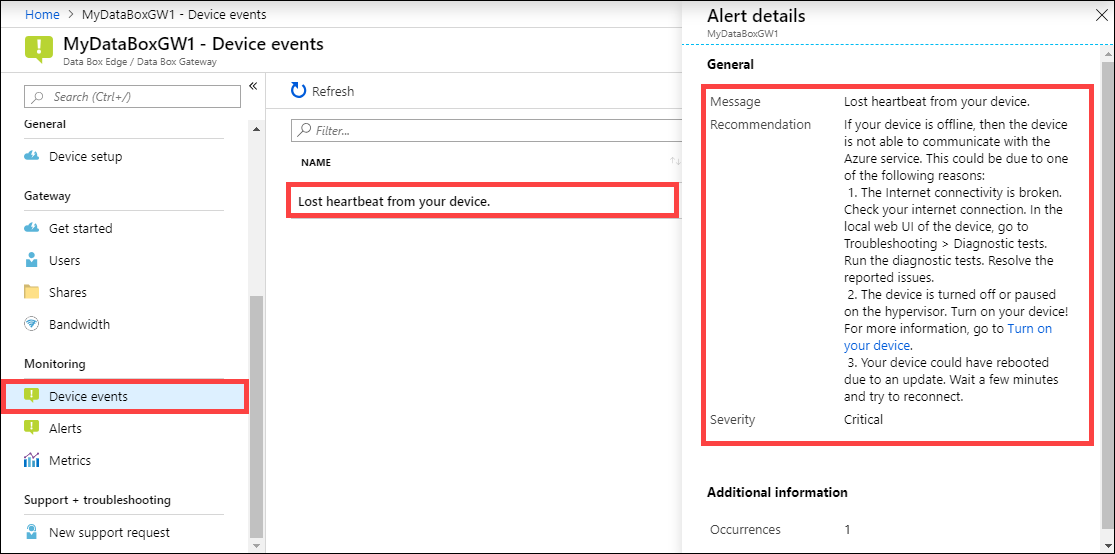 Home > MyDataBoxGW1 - Device events
MyDataBoxGW1 - Device events
Data Box Edge / Data Box Gateway
Search (Ctrl+/)
General
Device setup
Gateway
Get started
Users
Shares
Bandwidth
Monitoring
Device events
Alerts
Metrics
Support + troubleshooting
New support request
Refresh
Filter...
NAME
Lost heartbeat from your device.
Alert details
MyDataBoxGW1
General
Message Lost heartbeat from your device.
Recommendation If your device is offline, then the device
is not able to communicate with the
Azure service. This could be due to one
of the following reasons:
1. The Internet connectivity is broken.
Check your internet connection. In the
local web UI of the device, go to
Troubleshooting > Diagnostic tests.
Run the diagnostic tests. Resolve the
reported issues.
2. The device is turned off or paused
on the hypervisor. Turn on your device!
For more information, go to Turn on
your device.
3. Your device could have rebooted
due to an update. Wait a few minutes
and try to reconnect.
Severity Critical
Additional information
Occurrences 1